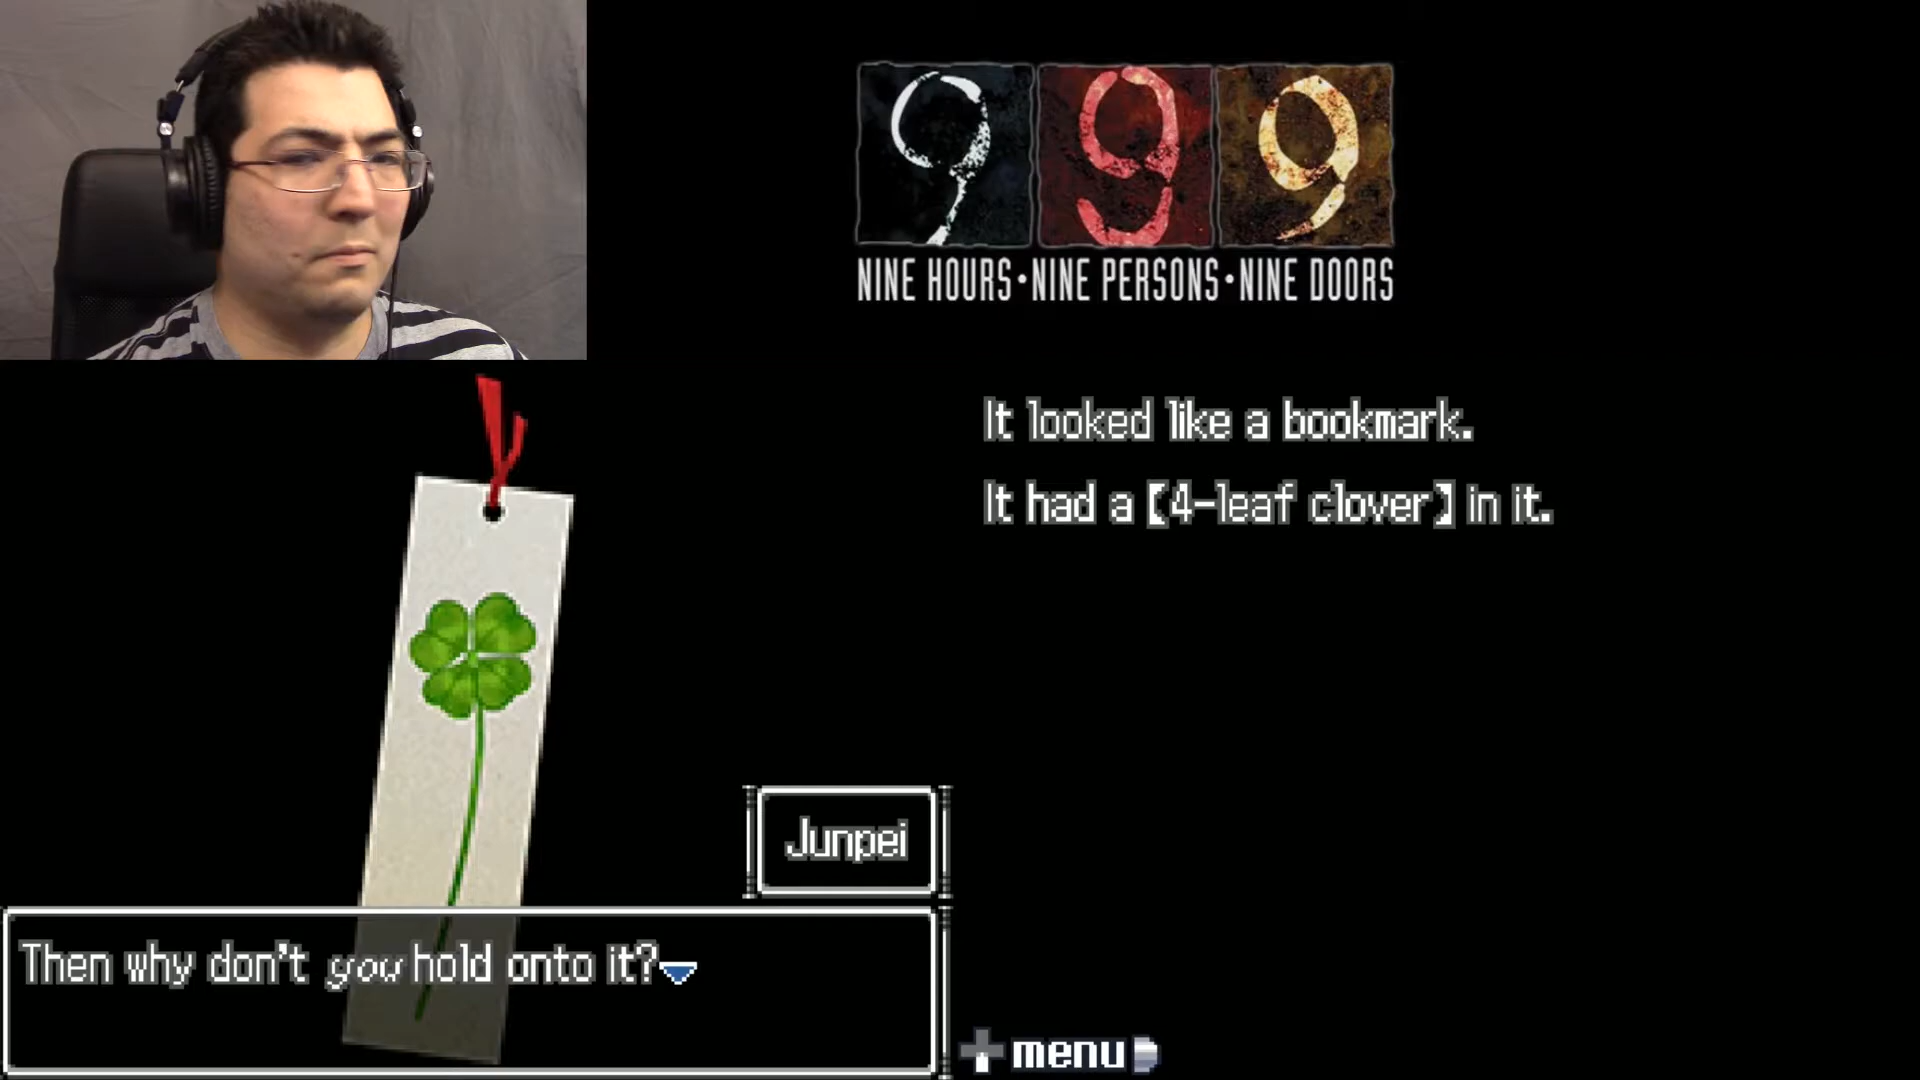 999
NINE HOURS・NINE PERSONS・NINE DOORS
It looked like a bookmark.
It had a【4-leaf clover】in it.
Junpei
Then why don't you hold onto it?
menu